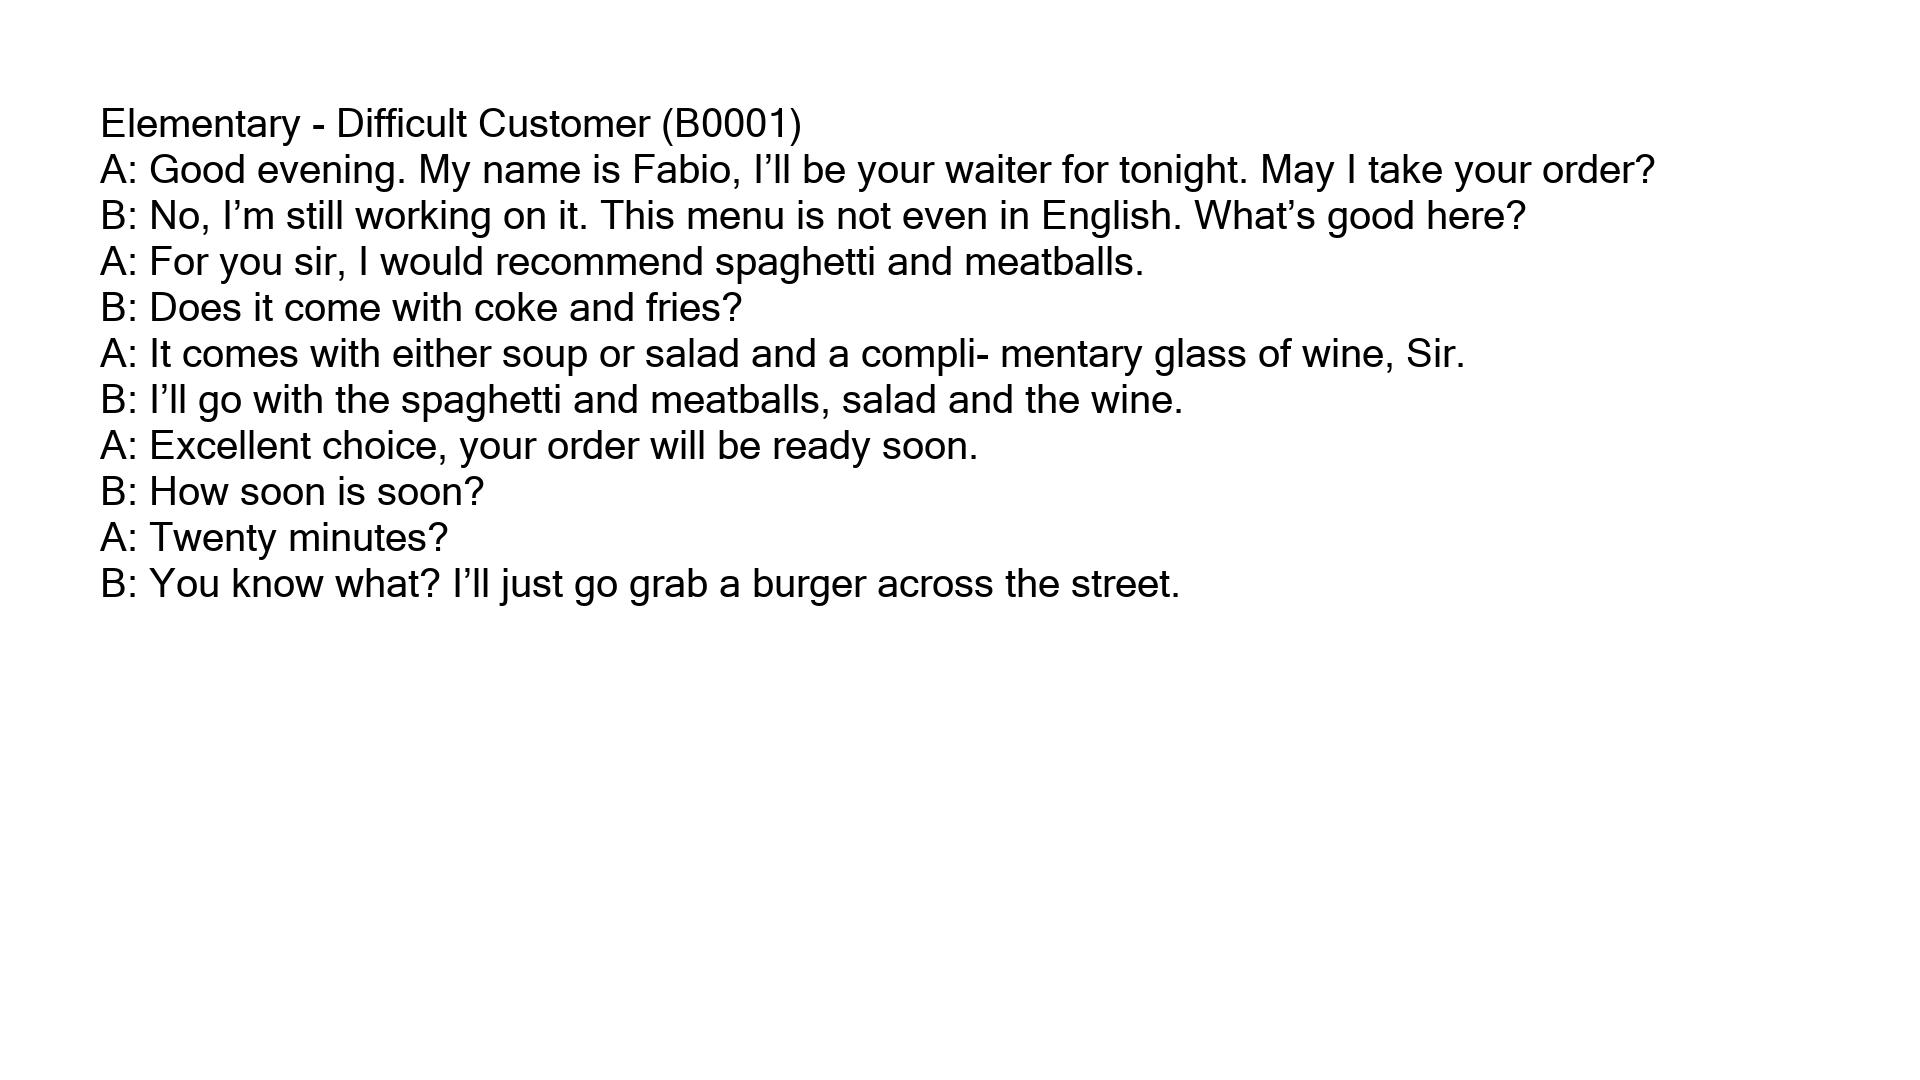 Elementary - Difficult Customer (B0001)
A: Good evening. My name is Fabio, I’ll be your waiter for tonight. May I take your order?
B: No, I’m still working on it. This menu is not even in English. What’s good here?
A: For you sir, I would recommend spaghetti and meatballs.
B: Does it come with coke and fries?
A: It comes with either soup or salad and a compli- mentary glass of wine, Sir.
B: I’ll go with the spaghetti and meatballs, salad and the wine.
A: Excellent choice, your order will be ready soon.
B: How soon is soon?
A: Twenty minutes?
B: You know what? I’ll just go grab a burger across the street.